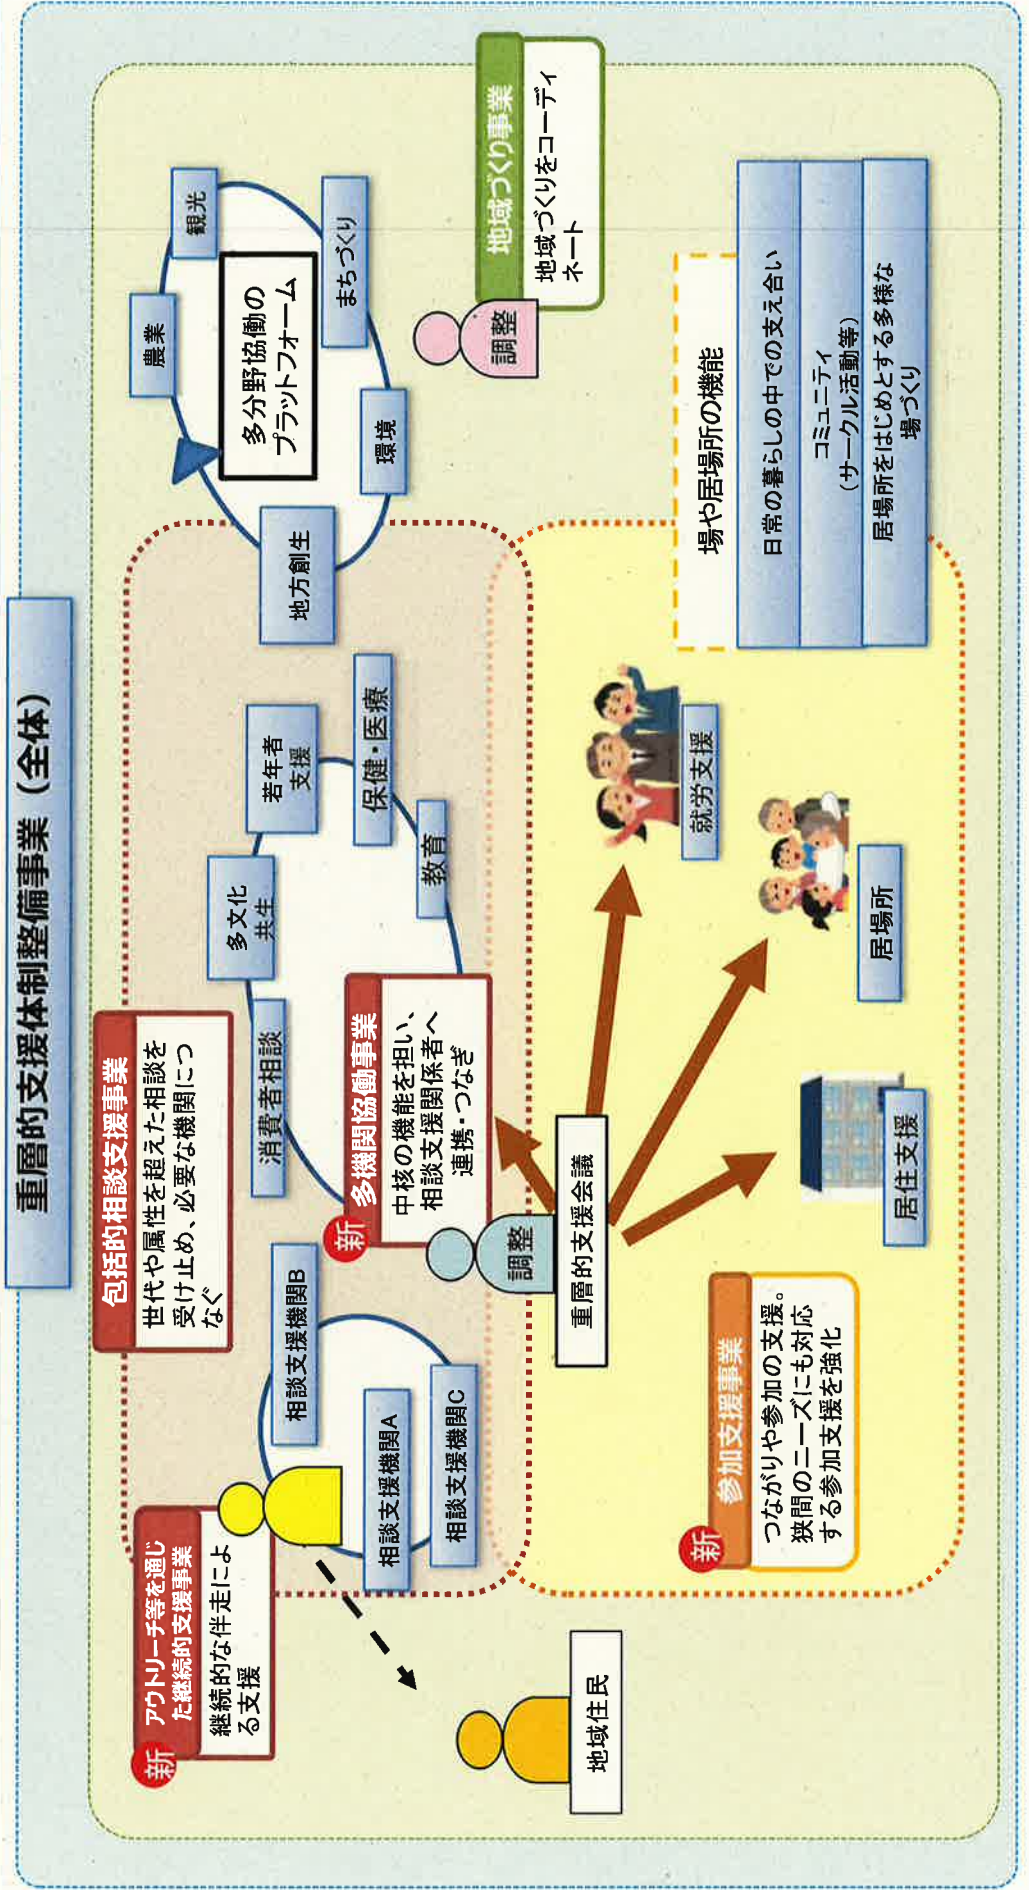 重層的支援体制整備事業（全体）
新
アウトリーチ等を通じ
た継続的支援事業
継続的な伴走によ
る支援
包括的相談支援事業
世代や属性を超えた相談を
受け止め、必要な機関につ
なぐ
相談支援機関B
相談支援機関A
相談支援機関C
消費者相談
多文化
共生
若年者
支援
保健・医療
教育
新
多機関協働事業
中核の機能を担い、
相談支援関係者へ
連携・つなぎ
調整
重層的支援会議
地方創生
農業
観光
まちづくり
環境
多分野協働の
プラットフォーム
調整
地域づくり事業
地域づくりをコーディ
ネート
地域住民
新
参加支援事業
つながりや参加の支援。
狭間のニーズにも対応
する参加支援を強化
就労支援
居場所
居住支援
場や居場所の機能
日常の暮らしの中での支え合い
コミュニティ
（サークル活動等）
居場所をはじめとする多様な
場づくり